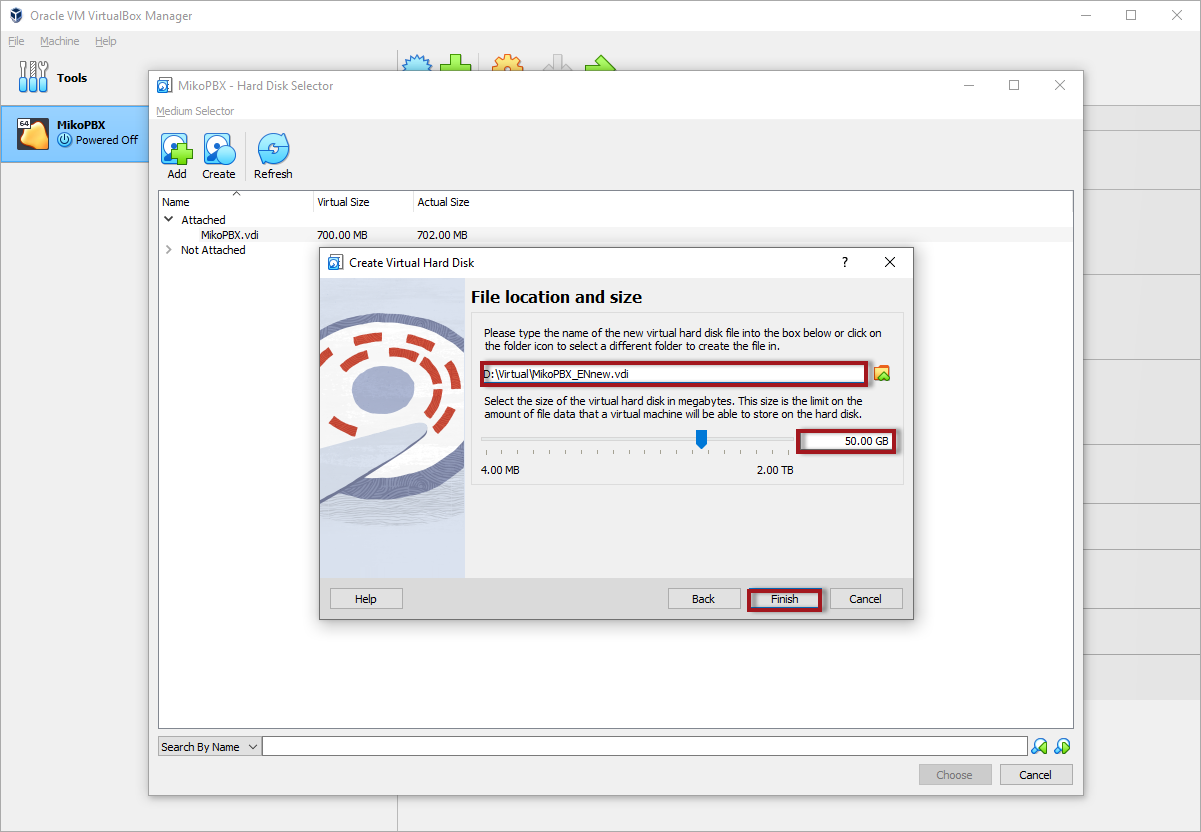 Oracle VM VirtualBox Manager
File Machine Help
Tools
64
MikoPBX
Powered Off
MikoPBX - Hard Disk Selector
Medium Selector
Add Create Refresh
Name Virtual Size Actual Size
Attached
MikoPBX.vdi 700.00 MB 702.00 MB
Not Attached
Create Virtual Hard Disk ?
File location and size
Please type the name of the new virtual hard disk file into the box below or click on
the folder icon to select a different folder to create the file in.
D:\Virtual\MikoPBX_ENnew.vdi
Select the size of the virtual hard disk in megabytes. This size is the limit on the
amount of file data that a virtual machine will be able to store on the hard disk.
50.00 GB
4.00 MB 2.00 TB
Help Back Finish Cancel
Search By Name
Choose Cancel